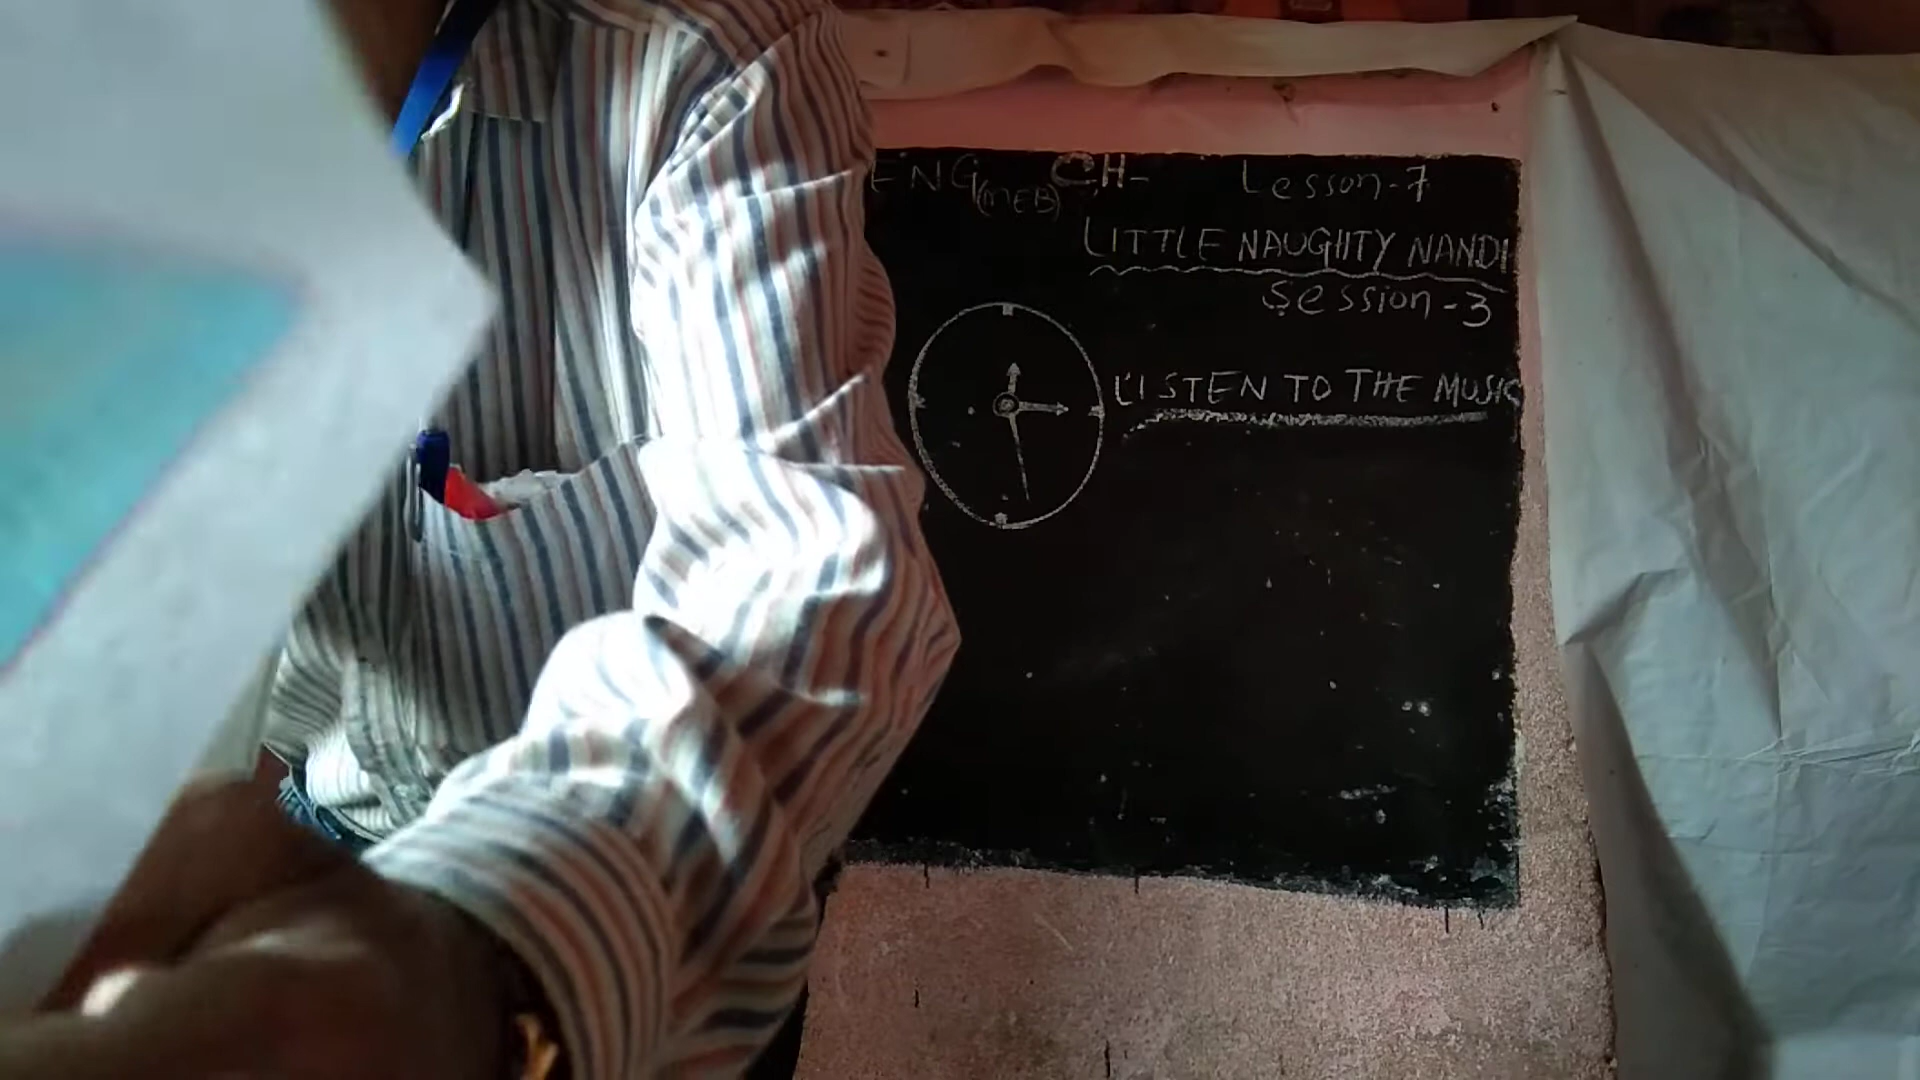 ENG(MEB) CH- Lesson-7
LITTLE NAUGHTY NANDI
Session-3
LISTEN TO THE MUSIC